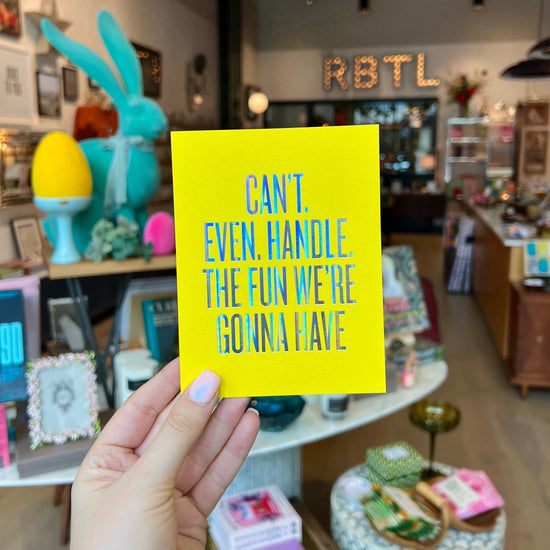 RBTL
CAN'T.
EVEN. HANDLE.
THE FUN WE'RE
GONNA HAVE